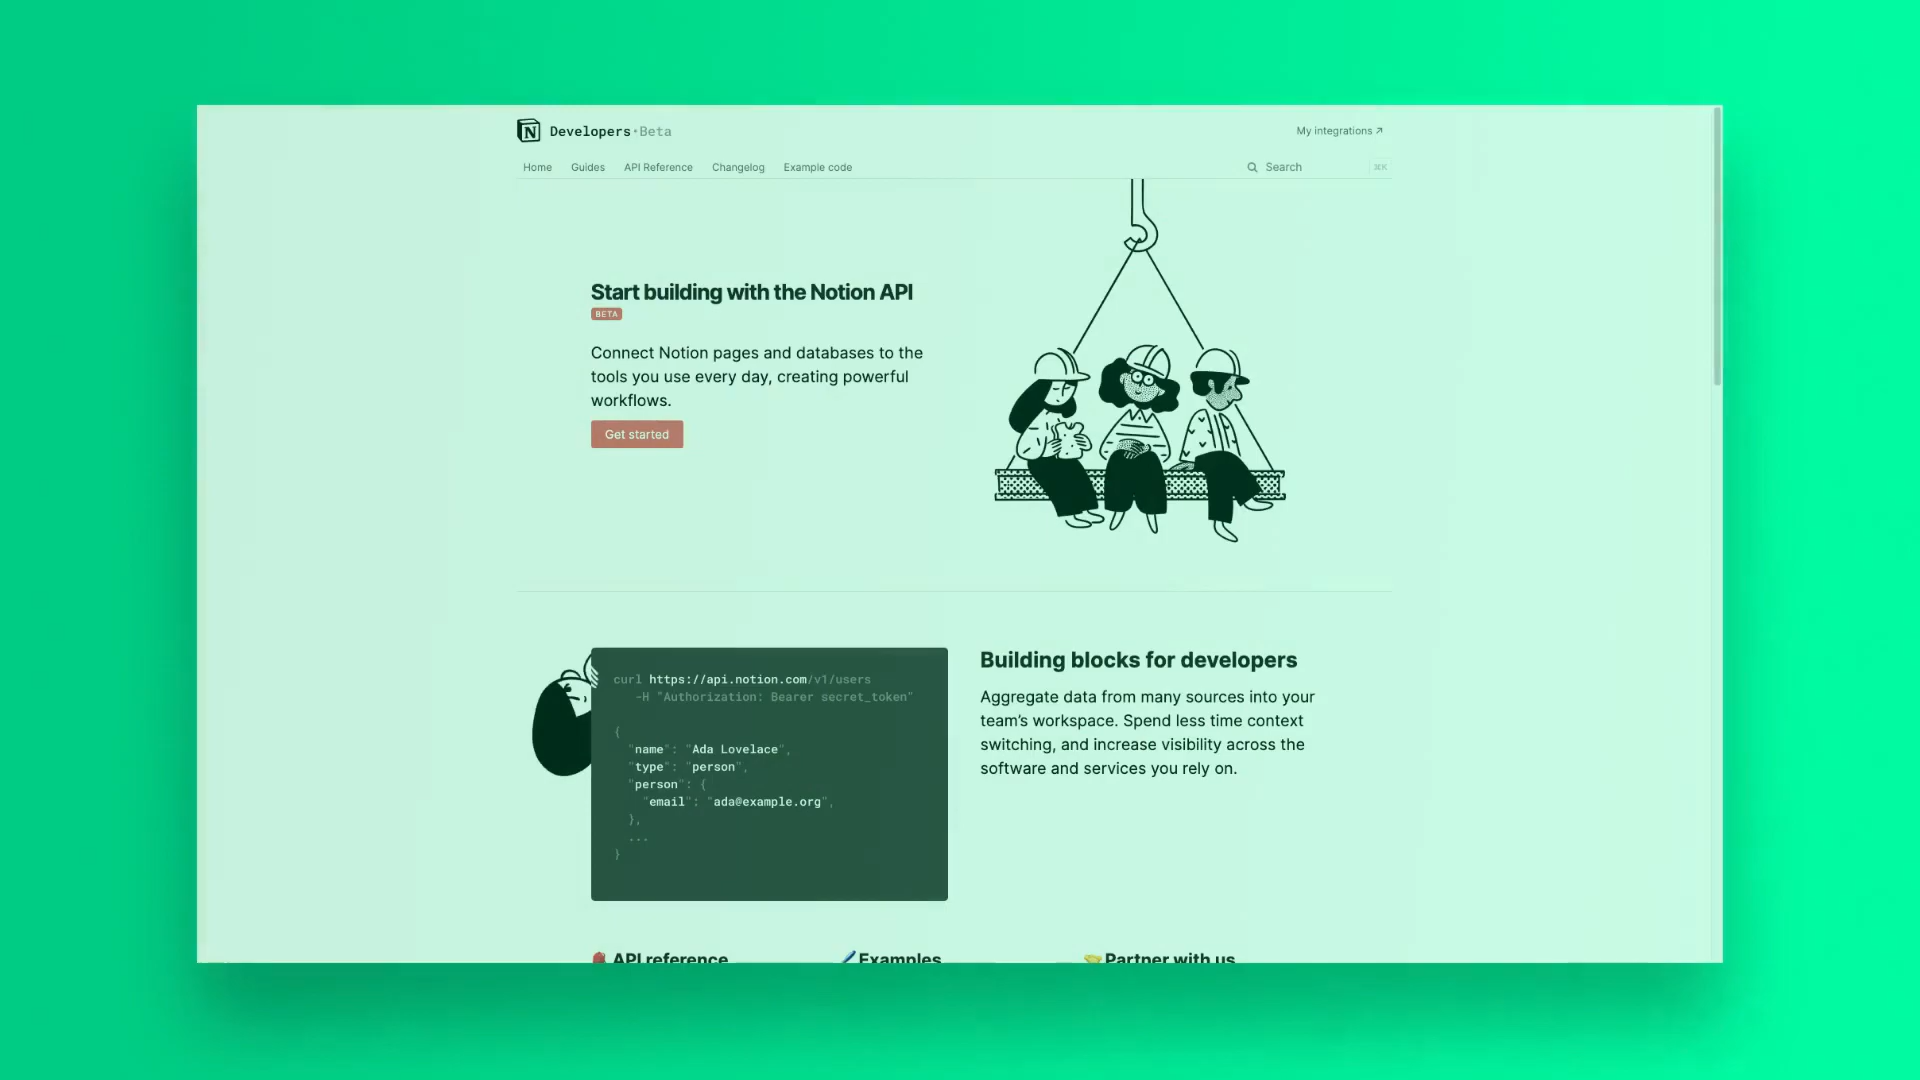 N Developers · Beta
My integrations ↗
Home Guides API Reference Changelog Example code
Search ⌘K
Start building with the Notion API
BETA
Connect Notion pages and databases to the
tools you use every day, creating powerful
workflows.
Get started
curl https://api.notion.com/v1/users
-H "Authorization: Bearer secret_token"
{
"name": "Ada Lovelace",
"type": "person",
"person": {
"email": "ada@example.org",
},
...
}
Building blocks for developers
Aggregate data from many sources into your
team's workspace. Spend less time context
switching, and increase visibility across the
software and services you rely on.
API reference
Examples
Partner with us